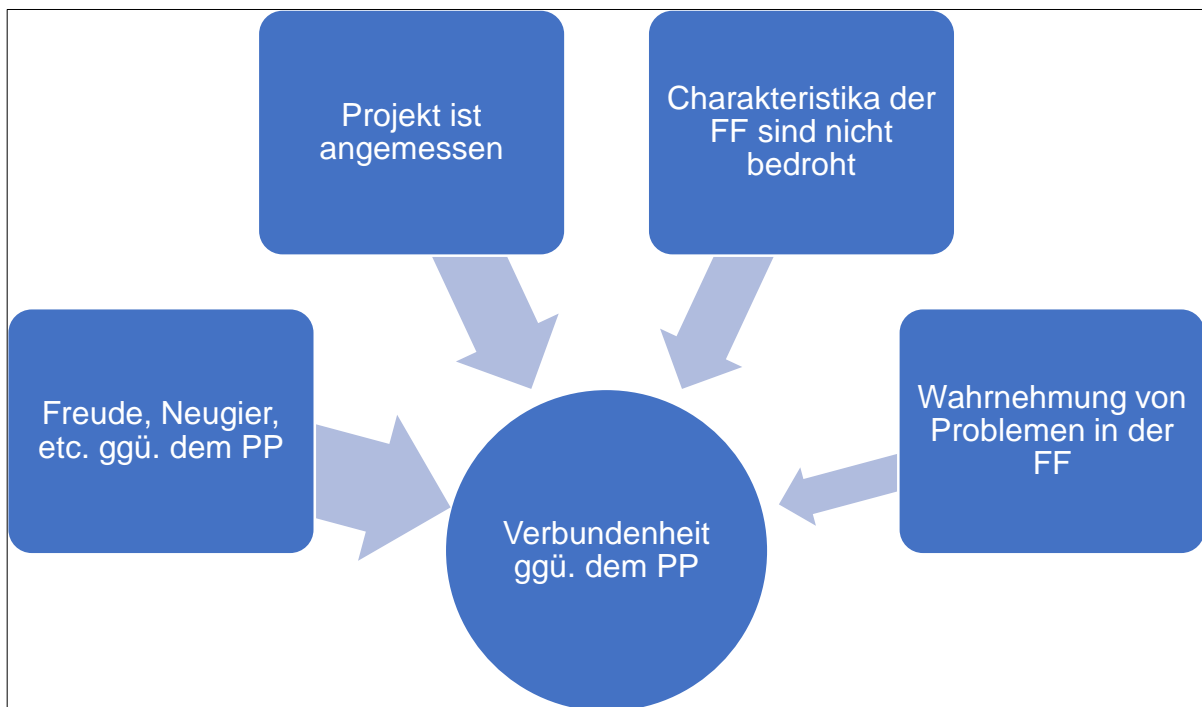 Projekt ist
angemessen
Charakteristika der
FF sind nicht
bedroht
Freude, Neugier,
etc. ggü. dem PP
Wahrnehmung von
Problemen in der
FF
Verbundenheit
ggü. dem PP